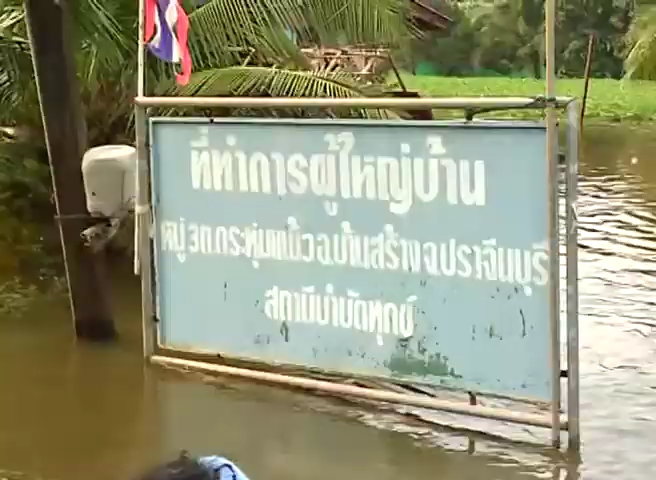 ที่ทำการผู้ใหญ่บ้าน
หมู่ ๓ ต.กระทุ่มแพ้ว อ.บ้านสร้าง จ.ปราจีนบุรี
สถานีบำบัดทุกข์